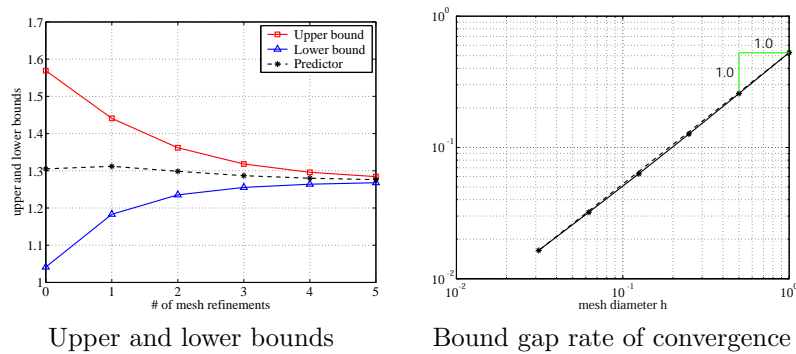 1.7
1.6
1.5
1.4
1.3
1.2
1.1
1
upper and lower bounds
Upper bound
Lower bound
Predictor
0 1 2 3 4 5
# of mesh refinements
Upper and lower bounds
10^0
10^-1
10^-2
1.0
1.0
10^-2 10^-1 10^0
mesh diameter h
Bound gap rate of convergence